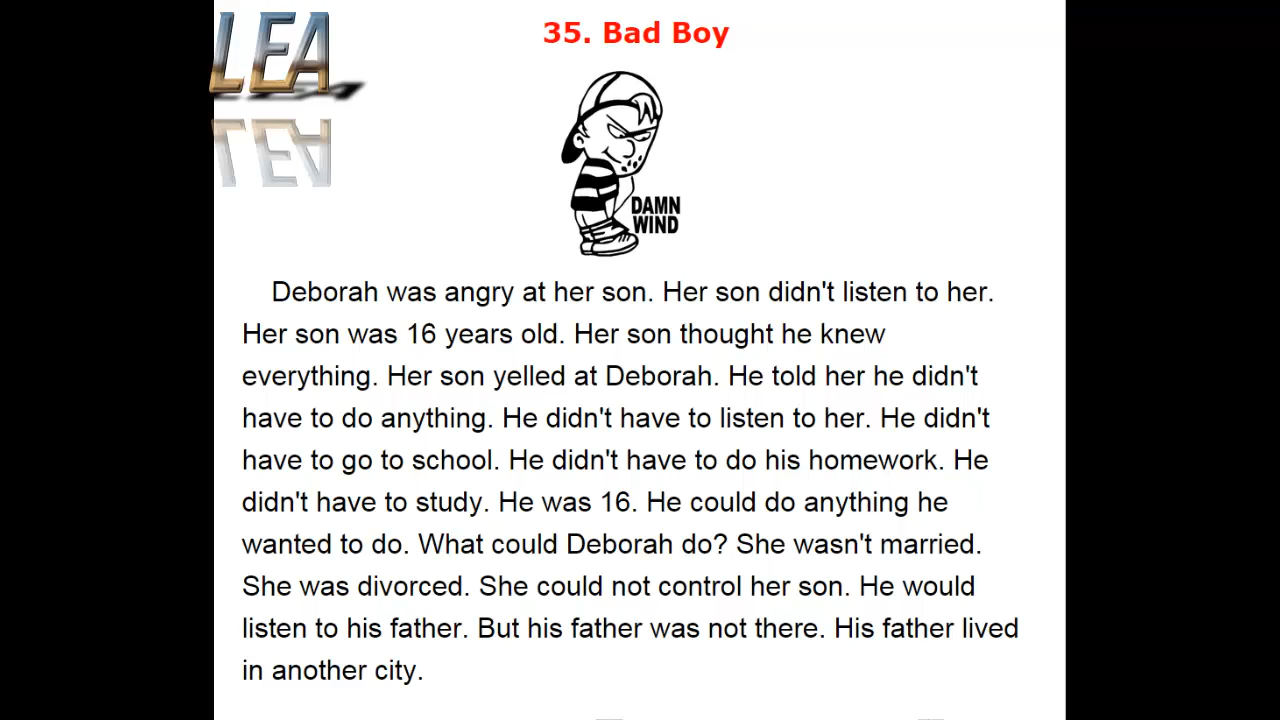 LEA
35. Bad Boy
DAMN
WIND
Deborah was angry at her son. Her son didn't listen to her.
Her son was 16 years old. Her son thought he knew
everything. Her son yelled at Deborah. He told her he didn't
have to do anything. He didn't have to listen to her. He didn't
have to go to school. He didn't have to do his homework. He
didn't have to study. He was 16. He could do anything he
wanted to do. What could Deborah do? She wasn't married.
She was divorced. She could not control her son. He would
listen to his father. But his father was not there. His father lived
in another city.